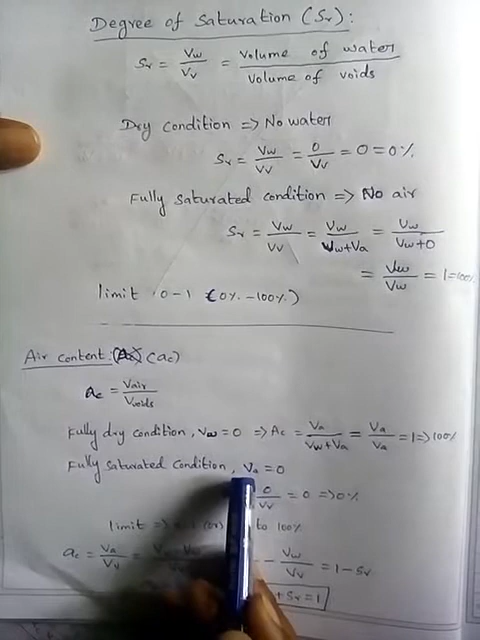 Degree of Saturation (Sr):
Sr = Vw/Vv = Volume of water/Volume of voids
Dry Condition => No water
Sr = Vw/Vv = 0/Vv = 0 = 0%
Fully Saturated condition => No air
Sr = Vw/Vv = Vw/Vw+Va = Vw/Vw+0
= Vw/Vw = 1 = 100%
limit 0-1 (0% - 100%)
Air content: (ac)
ac = Vair/Vvoids
Fully dry condition, Vw = 0 => Ac = Va/Vw+Va = Va/Va = 1 => 100%
Fully Saturated Condition, Va = 0
0/Vv = 0 => 0%
limit => (or) to 100%
ac = Va/Vv = - Vw/Vv = 1 - Sr
+ Sr = 1